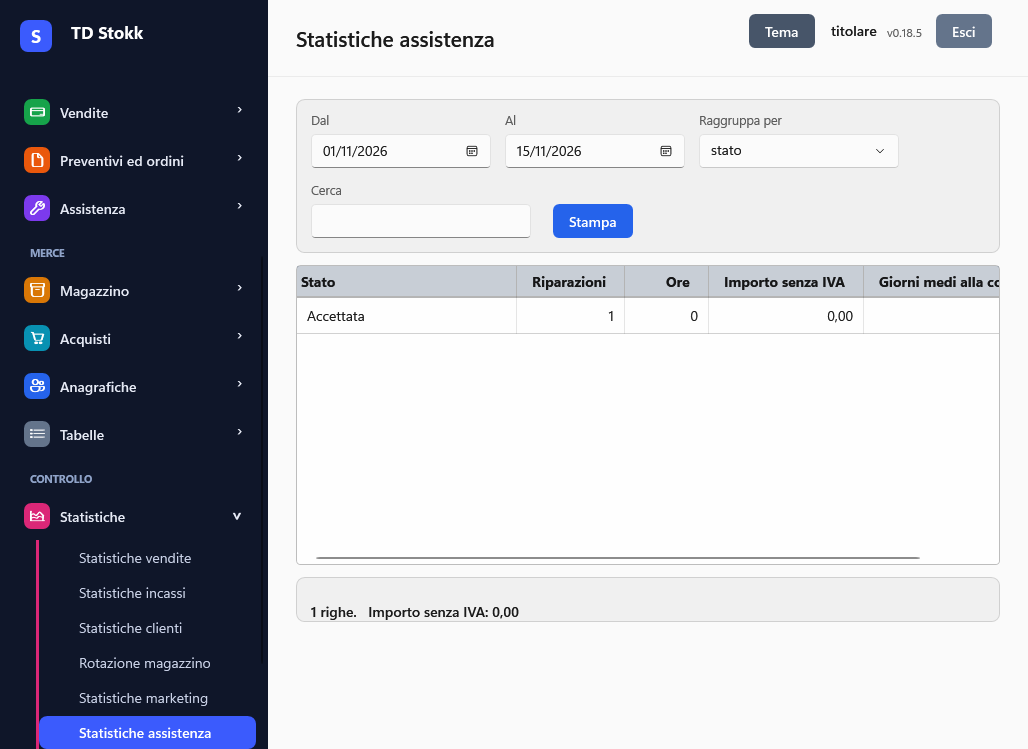 S TD Stokk
Vendite
Preventivi ed ordini
Assistenza
MERCE
Magazzino
Acquisti
Anagrafiche
Tabelle
CONTROLLO
Statistiche
Statistiche vendite
Statistiche incassi
Statistiche clienti
Rotazione magazzino
Statistiche marketing
Statistiche assistenza
Statistiche assistenza
Tema titolare v0.18.5 Esci
Dal Al Raggruppa per
01/11/2026 15/11/2026 stato
Cerca
Stampa
Stato Riparazioni Ore Importo senza IVA Giorni medi alla
Accettata 1 0 0,00
1 righe. Importo senza IVA: 0,00